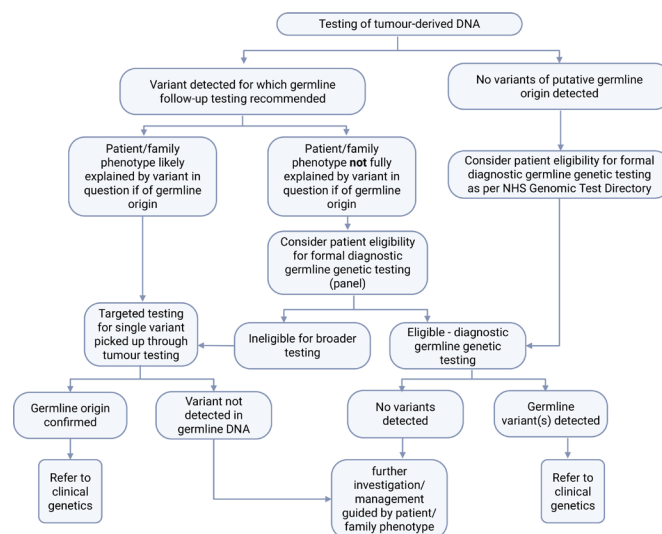 Testing of tumour-derived DNA
Variant detected for which germline
follow-up testing recommended
No variants of putative germline
origin detected
Patient/family
phenotype likely
explained by variant in
question if of germline
origin
Patient/family
phenotype not fully
explained by variant in
question if of germline
origin
Consider patient eligibility for formal
diagnostic germline genetic testing
as per NHS Genomic Test Directory
Consider patient eligibility
for formal diagnostic
germline genetic testing
(panel)
Targeted testing
for single variant
picked up through
tumour testing
Ineligible for broader
testing
Eligible - diagnostic
germline genetic
testing
Germline origin
confirmed
Variant not
detected in
germline DNA
No variants
detected
Germline
variant(s) detected
Refer to
clinical
genetics
further
investigation/
management
guided by patient/
family phenotype
Refer to
clinical
genetics